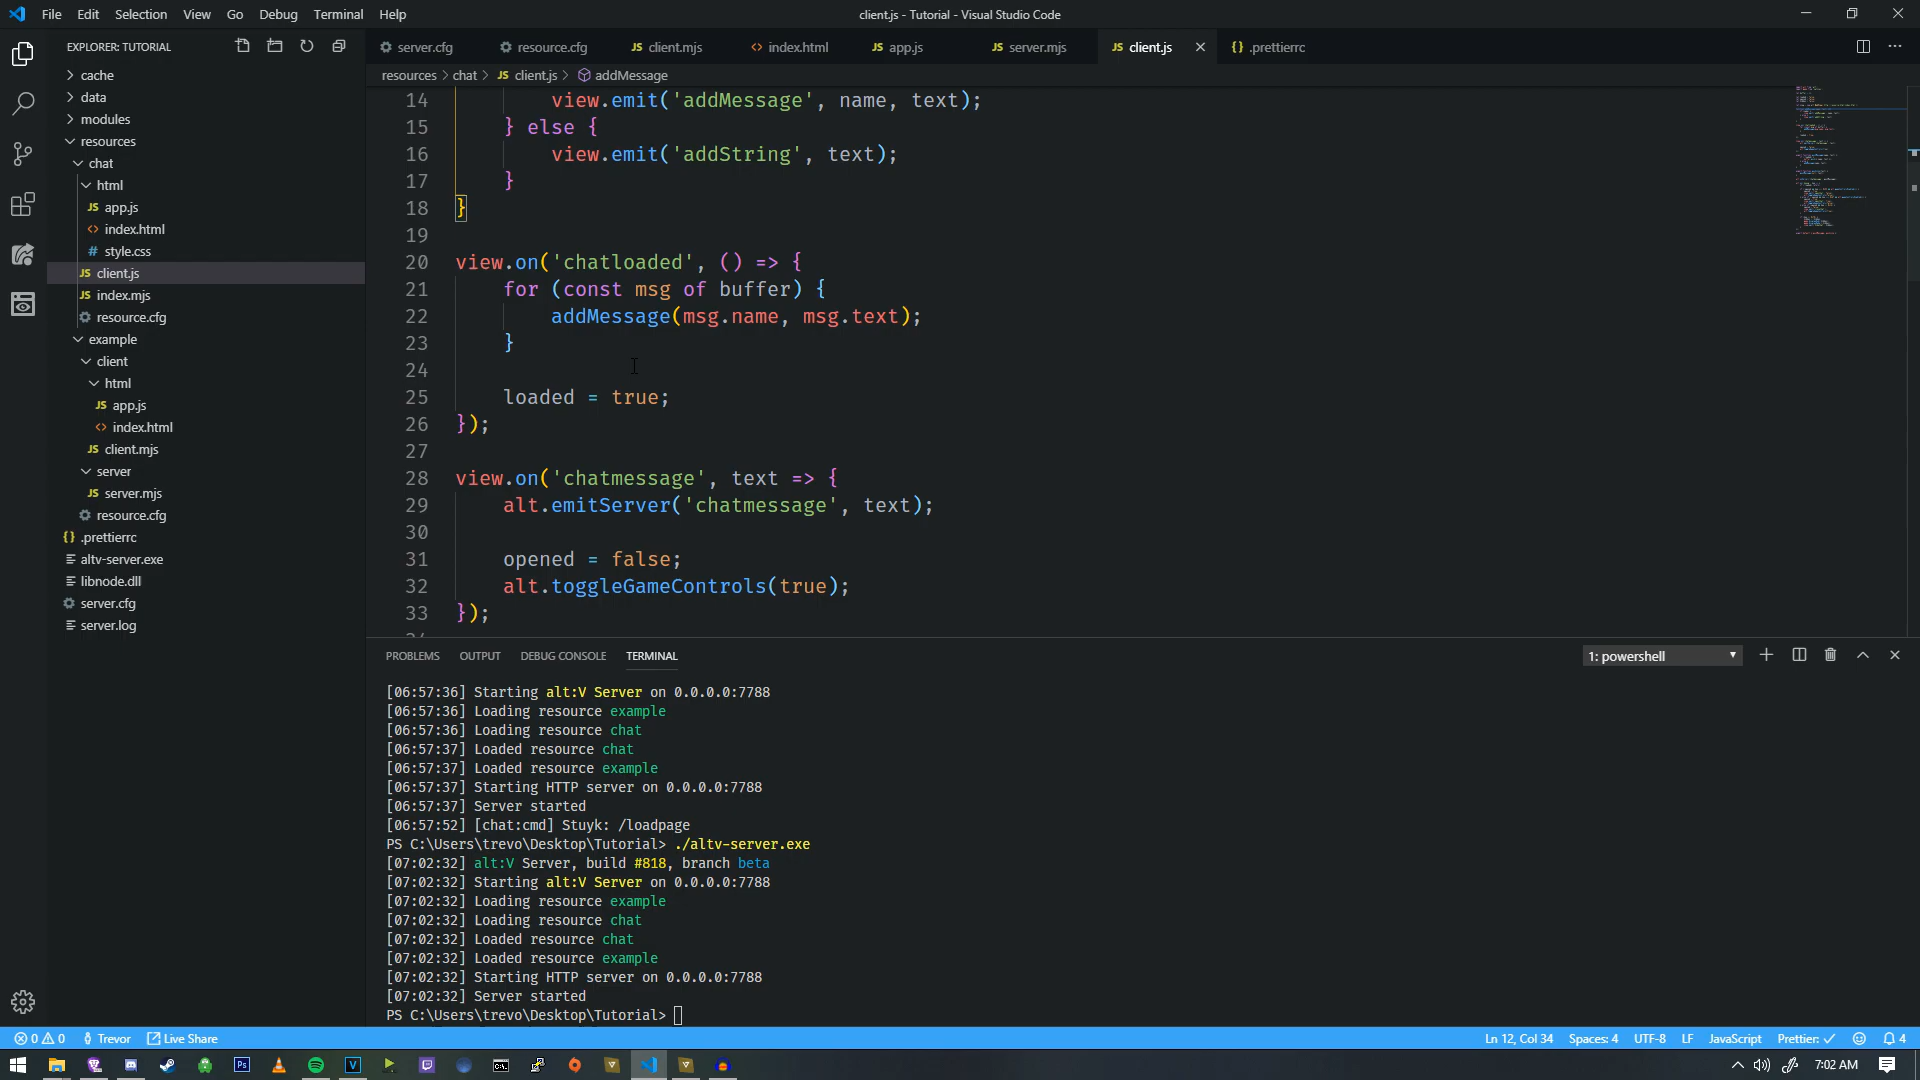 File Edit Selection View Go Debug Terminal Help
client.js - Tutorial - Visual Studio Code
EXPLORER: TUTORIAL
cache
data
modules
resources
chat
html
JS app.js
<> index.html
# style.css
JS client.js
JS index.mjs
resource.cfg
example
client
html
JS app.js
<> index.html
JS client.mjs
server
JS server.mjs
resource.cfg
{} .prettierrc
altv-server.exe
libnode.dll
server.cfg
server.log
server.cfg resource.cfg JS client.mjs <> index.html JS app.js JS server.mjs JS client.js {} .prettierrc
resources > chat > JS client.js > addMessage
14 view.emit('addMessage', name, text);
15 } else {
16 view.emit('addString', text);
17 }
18 }
19
20 view.on('chatloaded', () => {
21 for (const msg of buffer) {
22 addMessage(msg.name, msg.text);
23 }
24
25 loaded = true;
26 });
27
28 view.on('chatmessage', text => {
29 alt.emitServer('chatmessage', text);
30
31 opened = false;
32 alt.toggleGameControls(true);
33 });
PROBLEMS OUTPUT DEBUG CONSOLE TERMINAL
1: powershell
[06:57:36] Starting alt:V Server on 0.0.0.0:7788
[06:57:36] Loading resource example
[06:57:36] Loading resource chat
[06:57:37] Loaded resource chat
[06:57:37] Loaded resource example
[06:57:37] Starting HTTP server on 0.0.0.0:7788
[06:57:37] Server started
[06:57:52] [chat:cmd] Stuyk: /loadpage
PS C:\Users\trevo\Desktop\Tutorial> ./altv-server.exe
[07:02:32] alt:V Server, build #818, branch beta
[07:02:32] Starting alt:V Server on 0.0.0.0:7788
[07:02:32] Loading resource example
[07:02:32] Loading resource chat
[07:02:32] Loaded resource chat
[07:02:32] Loaded resource example
[07:02:32] Starting HTTP server on 0.0.0.0:7788
[07:02:32] Server started
PS C:\Users\trevo\Desktop\Tutorial>
0 0 Trevor Live Share
Ln 12, Col 34 Spaces: 4 UTF-8 LF JavaScript Prettier: ✓ 4
7:02 AM